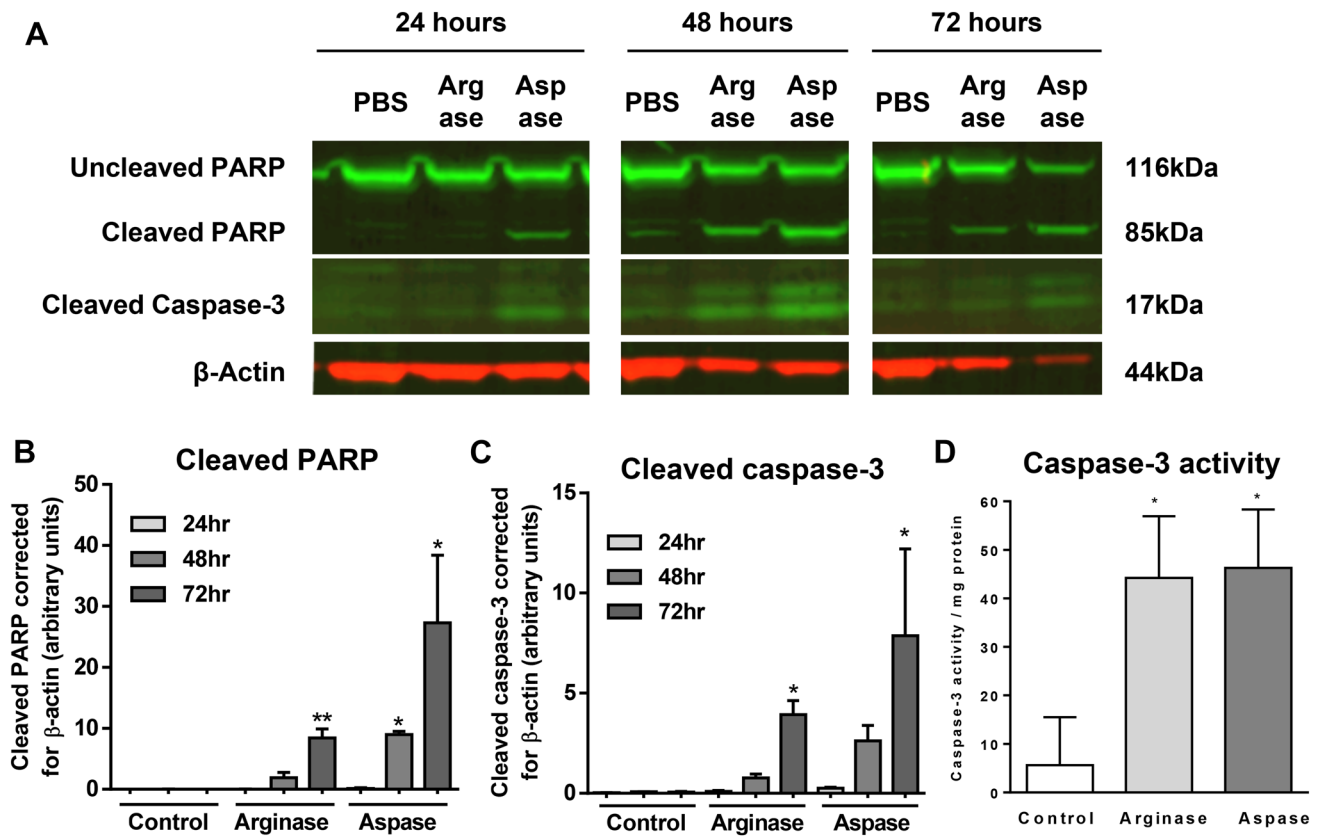 A
24 hours
48 hours
72 hours
PBS
Arg
ase
Asp
ase
PBS
Arg
ase
Asp
ase
PBS
Arg
ase
Asp
ase
Uncleaved PARP
116kDa
Cleaved PARP
85kDa
Cleaved Caspase-3
17kDa
β-Actin
44kDa
B
Cleaved PARP
Cleaved PARP corrected
for β-actin (arbitrary units)
50
40
30
20
10
0
24hr
48hr
72hr
**
*
*
Control
Arginase
Aspase
C
Cleaved caspase-3
Cleaved caspase-3 corrected
for β-actin (arbitrary units)
15
10
5
0
24hr
48hr
72hr
*
*
Control
Arginase
Aspase
D
Caspase-3 activity
Caspase-3 activity / mg protein
60
50
40
30
20
10
0
*
*
Control
Arginase
Aspase